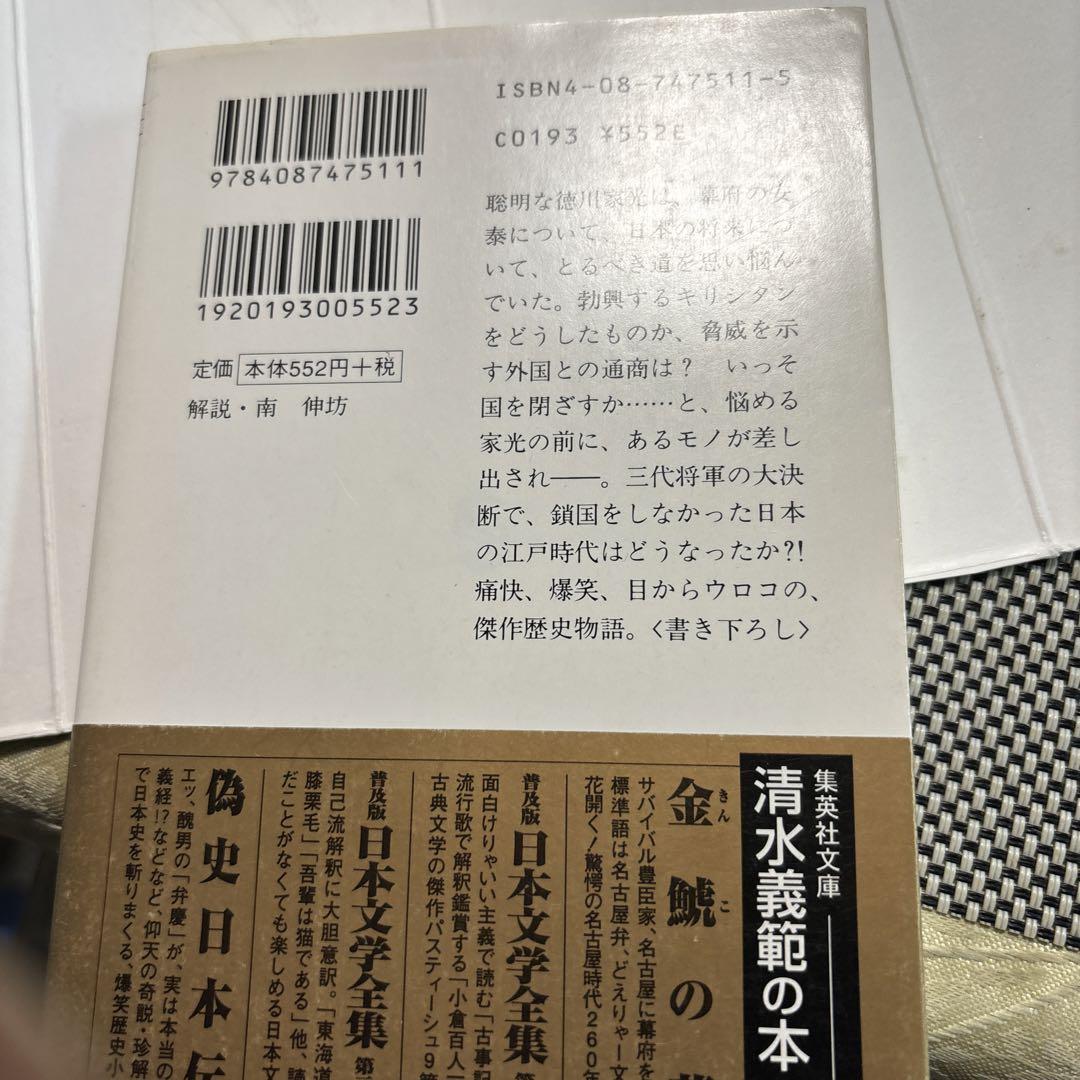 9784087475111
1920193005523
定価 本体552円+税
解説・南 伸坊
ISBN4-08-747511-5
C0193 ¥552E
聡明な徳川家光は、幕府の安
泰について、日本の将来につ
いて、とるべき道を思い悩ん
でいた。勃興するキリシタン
をどうしたものか、脅威を示
す外国との通商は? いっそ
国を閉ざすか……と、悩める
家光の前に、あるモノが差し
出され——。三代将軍の大決
断で、鎖国をしなかった日本
の江戸時代はどうなったか?!
痛快、爆笑、目からウロコの、
傑作歴史物語。〈書き下ろし〉
集英社文庫
清水義範の本
金鯱の
きん こ
サバイバル豊臣家、名古屋に幕府を
標準語は名古屋弁、どえりゃー文
花開く!驚愕の名古屋時代260年
普及版 日本文学全集 第
面白けりゃいい主義で読む「古事記
流行歌で解釈鑑賞する「小倉百人一
古典文学の傑作パスティーシュ9
普及版 日本文学全集 第
自己流解釈に大胆意訳。「東海道
膝栗毛」「吾輩は猫である」他、読
だことがなくても楽しめる日本文
偽史日本伝
エッ、醜男の「弁慶」が、実は本当の
義経!?などなど、仰天の奇説・珍解
で日本史を斬りまくる、爆笑歴史小